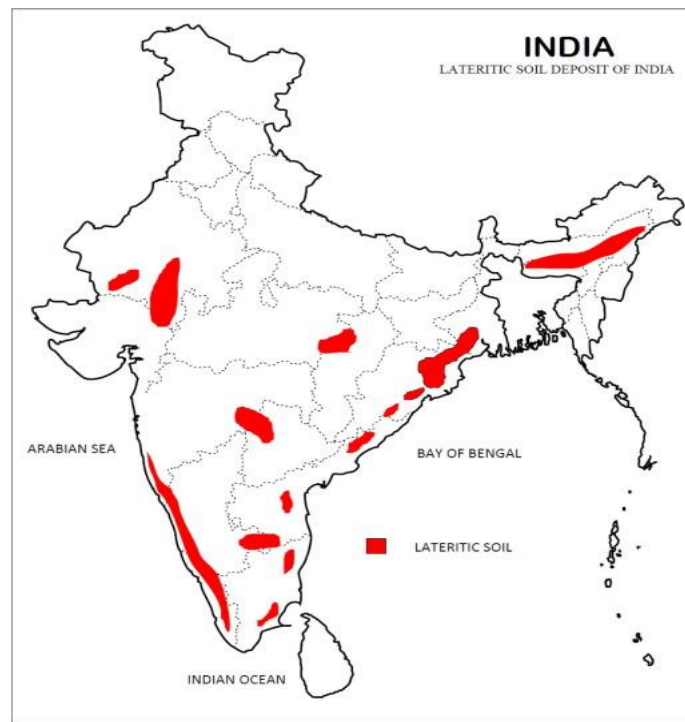 INDIA
LATERITIC SOIL DEPOSIT OF INDIA
ARABIAN SEA
BAY OF BENGAL
LATERITIC SOIL
INDIAN OCEAN